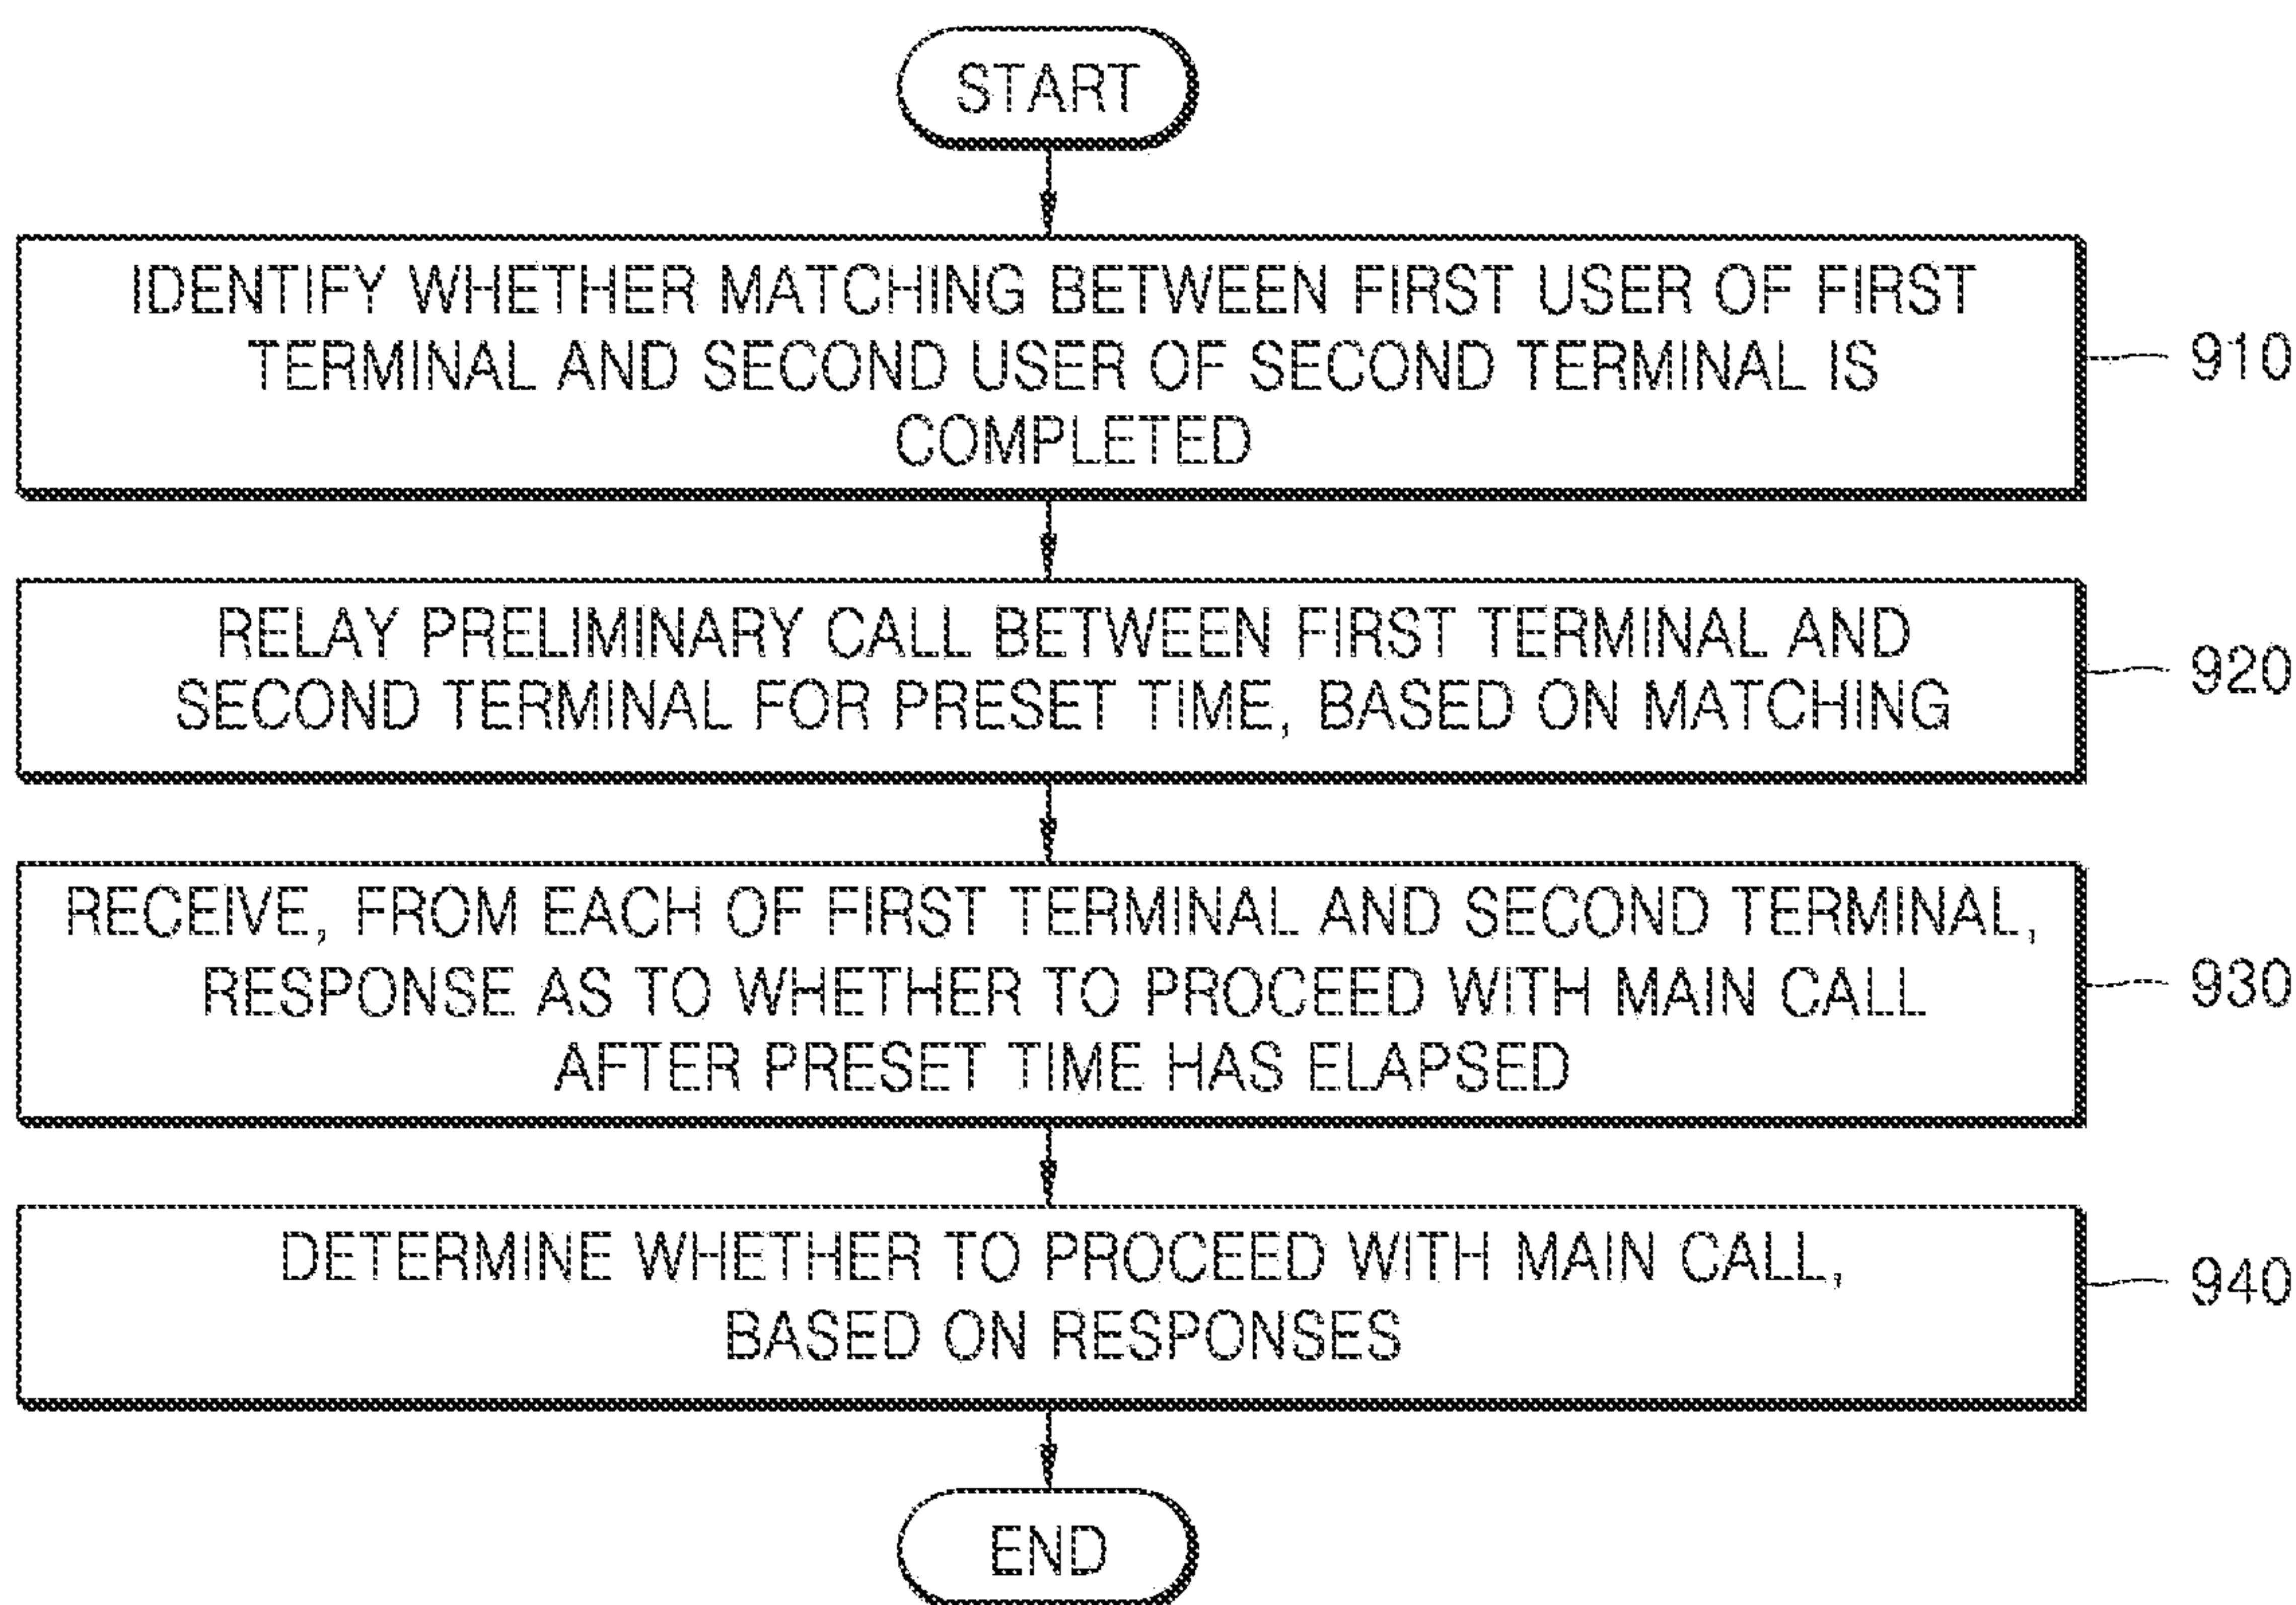 START
IDENTIFY WHETHER MATCHING BETWEEN FIRST USER OF FIRST
TERMINAL AND SECOND USER OF SECOND TERMINAL IS
COMPLETED
910
RELAY PRELIMINARY CALL BETWEEN FIRST TERMINAL AND
SECOND TERMINAL FOR PRESET TIME, BASED ON MATCHING
920
RECEIVE, FROM EACH OF FIRST TERMINAL AND SECOND TERMINAL,
RESPONSE AS TO WHETHER TO PROCEED WITH MAIN CALL
AFTER PRESET TIME HAS ELAPSED
930
DETERMINE WHETHER TO PROCEED WITH MAIN CALL,
BASED ON RESPONSES
940
END